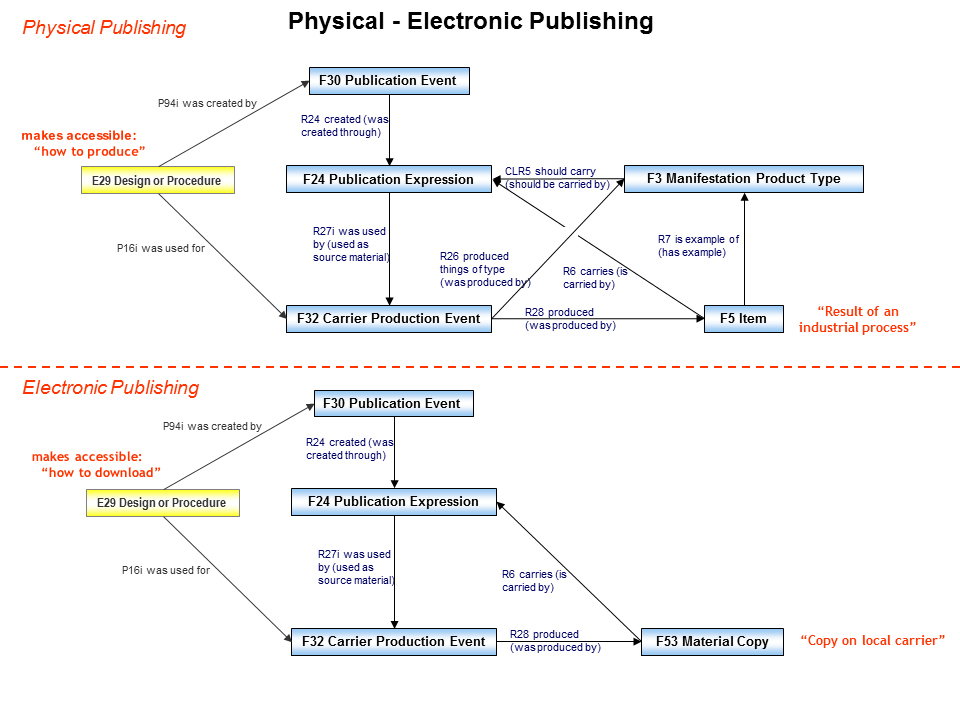 Physical Publishing
Physical - Electronic Publishing
F30 Publication Event
P94i was created by
R24 created (was
created through)
makes accessible:
“how to produce”
E29 Design or Procedure
F24 Publication Expression
CLR5 should carry
(should be carried by)
F3 Manifestation Product Type
P16i was used for
R27i was used
by (used as
source material)
R26 produced
things of type
(was produced by)
R6 carries (is
carried by)
R7 is example of
(has example)
F32 Carrier Production Event
R28 produced
(was produced by)
F5 Item
“Result of an
industrial process”
Electronic Publishing
F30 Publication Event
P94i was created by
R24 created (was
created through)
makes accessible:
“how to download”
E29 Design or Procedure
F24 Publication Expression
P16i was used for
R27i was used
by (used as
source material)
R6 carries (is
carried by)
F32 Carrier Production Event
R28 produced
(was produced by)
F53 Material Copy
“Copy on local carrier”